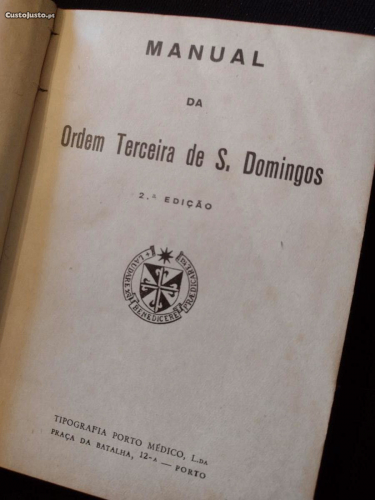 CustoJusto.pt
MANUAL
DA
Ordem Terceira de S. Domingos
2.ª EDIÇÃO
LAUDARE BENEDICERE PRÆDICARE
TIPOGRAFIA PORTO MÉDICO, L.DA
PRAÇA DA BATALHA, 12-A — PORTO